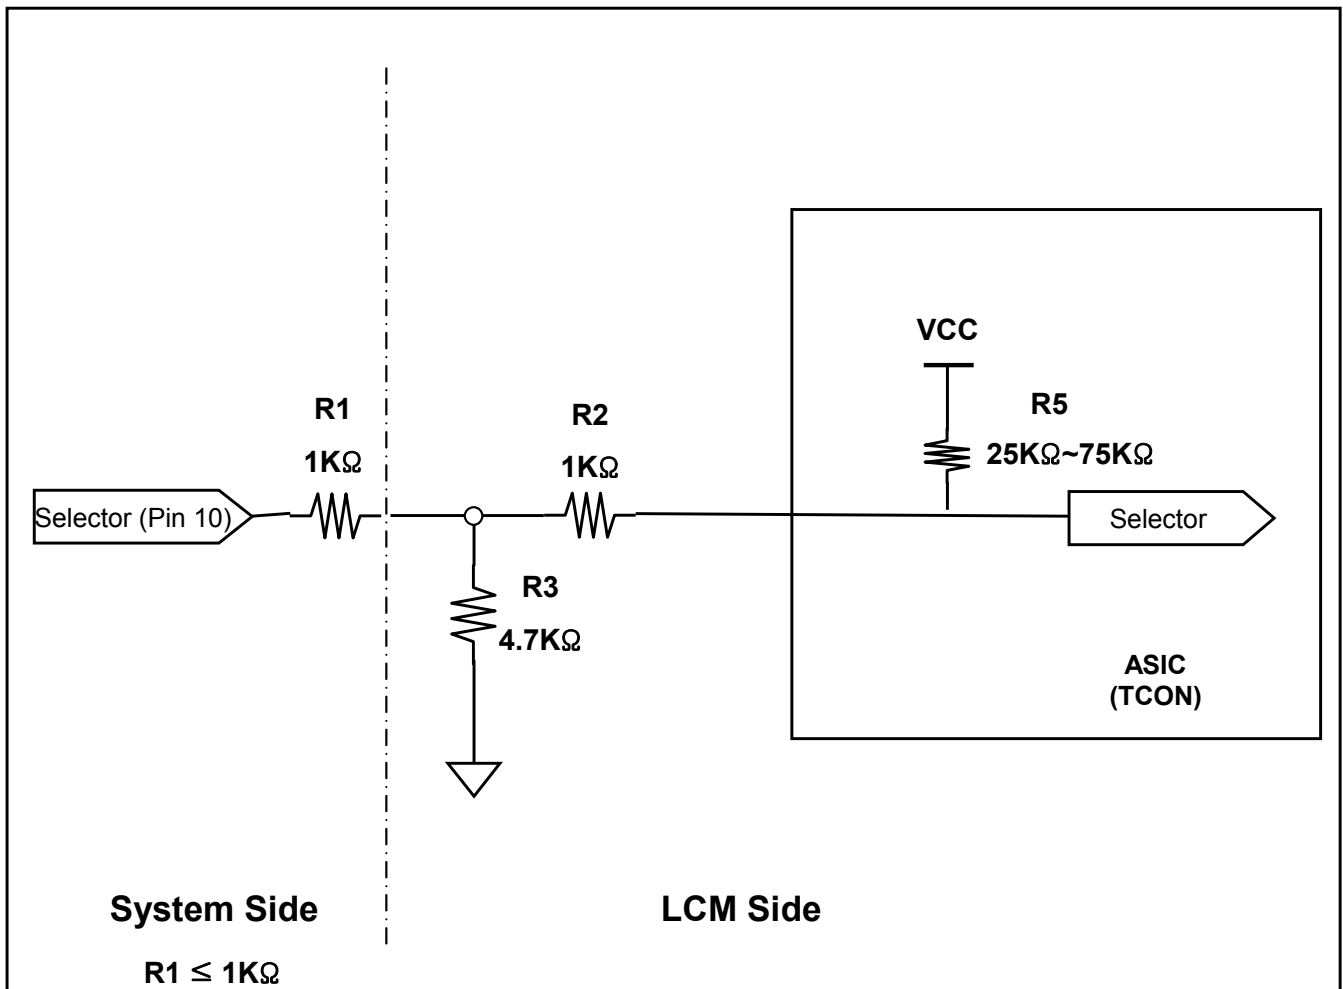 VCC
R1
1KΩ
R2
1KΩ
R5
25KΩ~75KΩ
Selector (Pin 10)
Selector
R3
4.7KΩ
ASIC
(TCON)
System Side
LCM Side
R1 ≤ 1KΩ